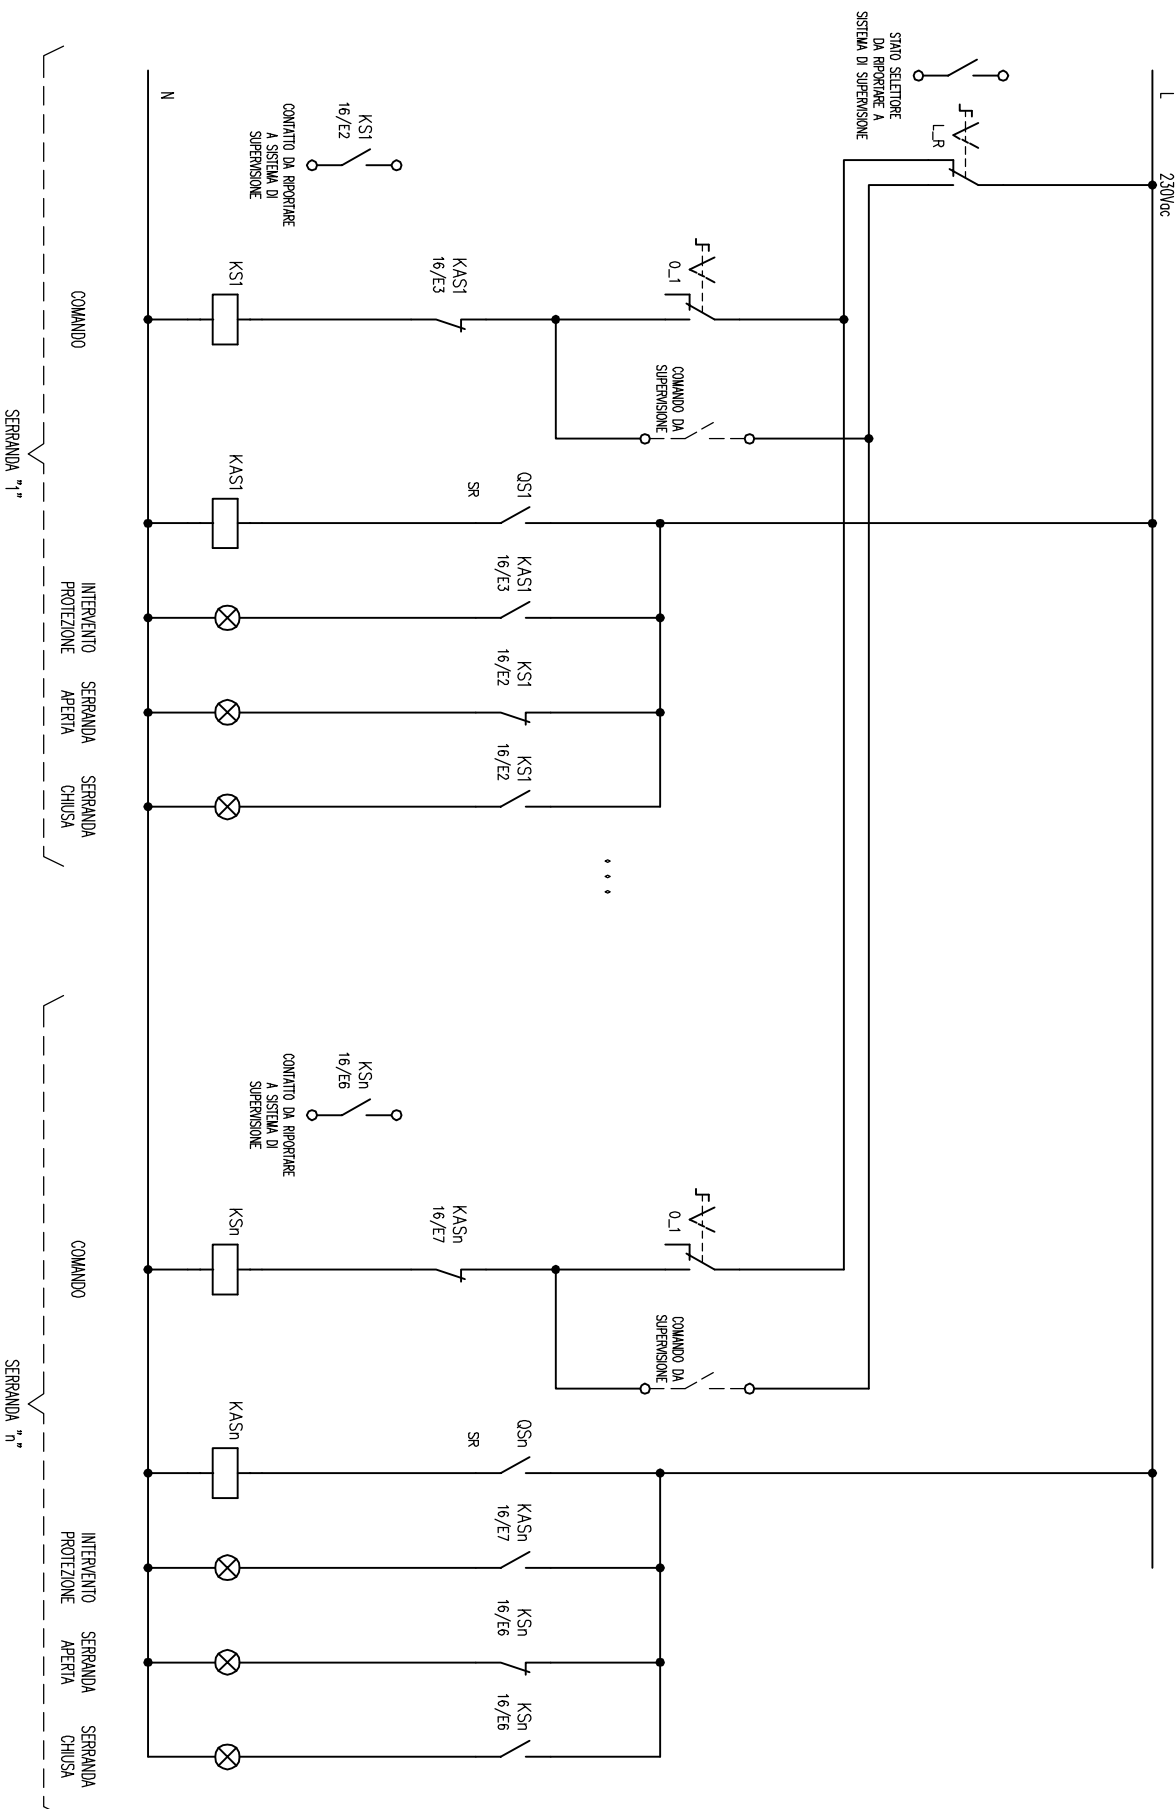 L
230Vac
STATO SELETTORE
DA RIPORTARE A
SISTEMA DI SUPERVISIONE
L_R
N
KS1
16/E2
CONTATTO DA RIPORTARE
A SISTEMA DI
SUPERVISIONE
0_1
KAS1
16/E3
KS1
COMANDO
COMANDO DA
SUPERVISIONE
QS1
SR
KAS1
KAS1
16/E3
INTERVENTO
PROTEZIONE
KS1
16/E2
SERRANDA
APERTA
KS1
16/E2
SERRANDA
CHIUSA
SERRANDA "1"
KSn
16/E6
CONTATTO DA RIPORTARE
A SISTEMA DI
SUPERVISIONE
0_1
KASn
16/E7
KSn
COMANDO
COMANDO DA
SUPERVISIONE
QSn
SR
KASn
KASn
16/E7
INTERVENTO
PROTEZIONE
KSn
16/E6
SERRANDA
APERTA
KSn
16/E6
SERRANDA
CHIUSA
SERRANDA "n"